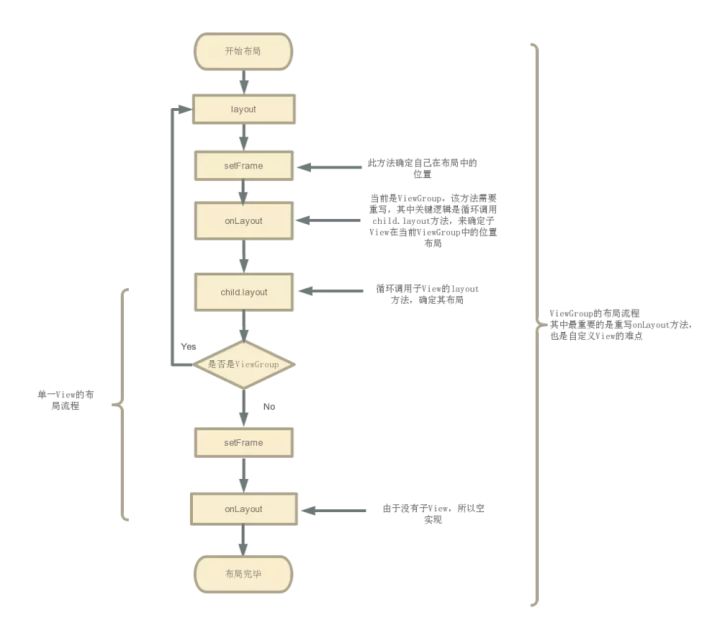 开始布局
layout
setFrame
此方法确定自己在布局中的
位置
当前是ViewGroup，该方法需要
重写，其中关键逻辑是循环调用
child.layout方法，来确定子
View在当前ViewGroup中的位置
布局
onLayout
child.layout
循环调用子View的layout
方法，确定其布局
ViewGroup的布局流程
其中最重要的是重写onLayout方法，
也是自定义View的难点
Yes
是否是ViewGroup
单一View的布
局流程
No
setFrame
onLayout
由于没有子View，所以空
实现
布局完毕